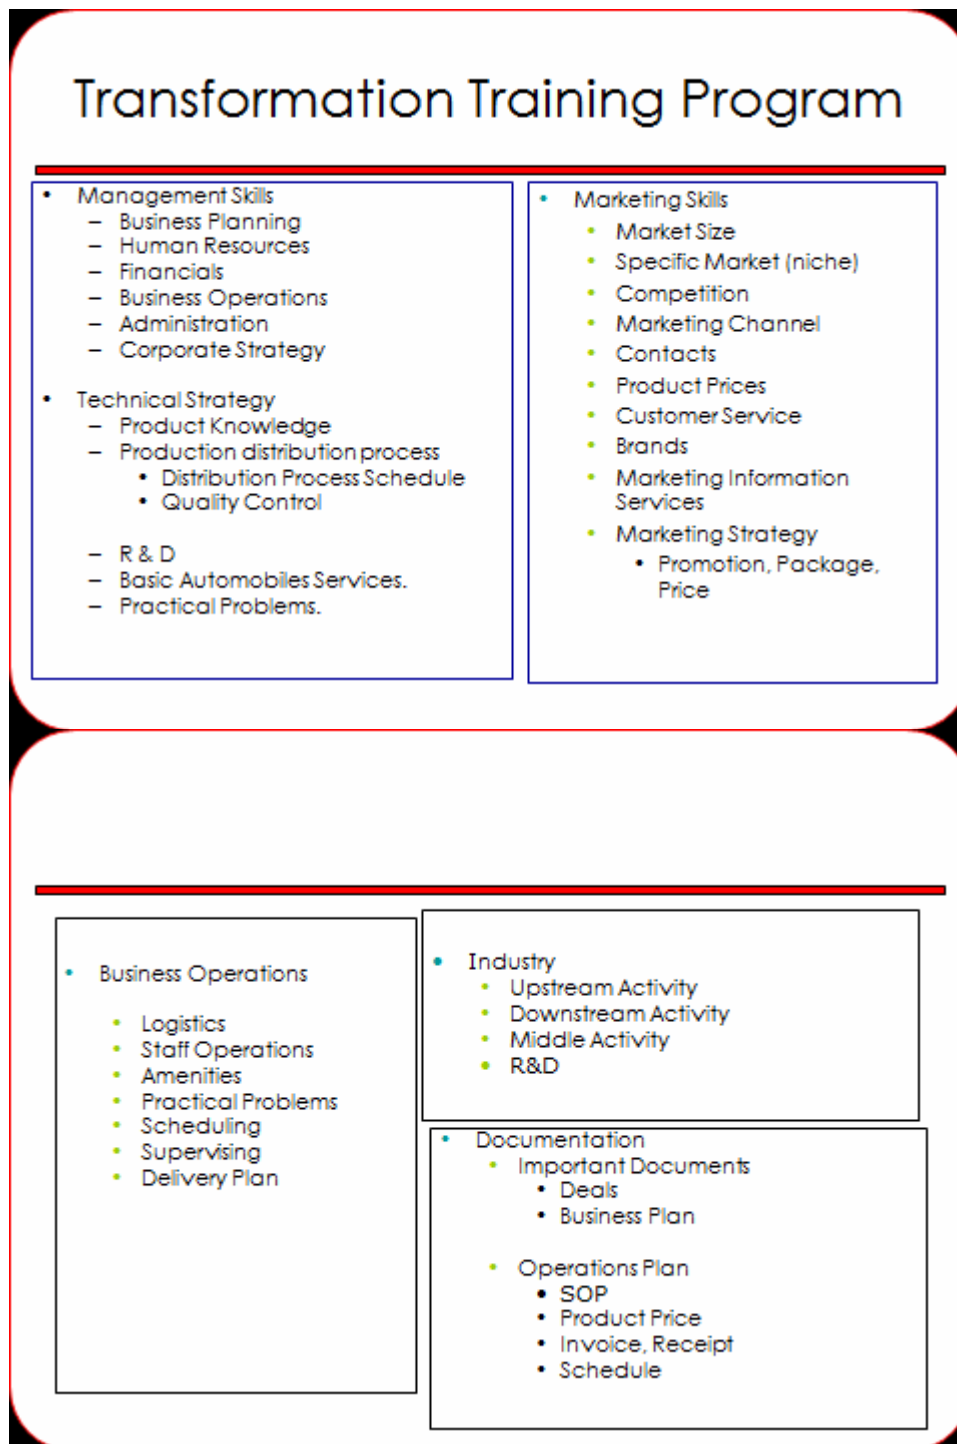 Transformation Training Program
• Management Skills
– Business Planning
– Human Resources
– Financials
– Business Operations
– Administration
– Corporate Strategy
• Technical Strategy
– Product Knowledge
– Production distribution process
• Distribution Process Schedule
• Quality Control
– R & D
– Basic Automobiles Services.
– Practical Problems.
• Marketing Skills
• Market Size
• Specific Market (niche)
• Competition
• Marketing Channel
• Contacts
• Product Prices
• Customer Service
• Brands
• Marketing Information
Services
• Marketing Strategy
• Promotion, Package,
Price
• Business Operations
• Logistics
• Staff Operations
• Amenities
• Practical Problems
• Scheduling
• Supervising
• Delivery Plan
• Industry
• Upstream Activity
• Downstream Activity
• Middle Activity
• R&D
• Documentation
• Important Documents
• Deals
• Business Plan
• Operations Plan
• SOP
• Product Price
• Invoice, Receipt
• Schedule